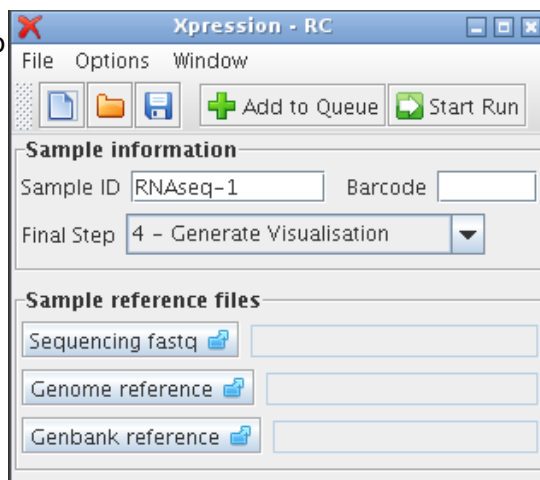 Xpression - RC
File Options Window
Add to Queue Start Run
Sample information
Sample ID RNAseq-1 Barcode
Final Step 4 - Generate Visualisation
Sample reference files
Sequencing fastq
Genome reference
Genbank reference